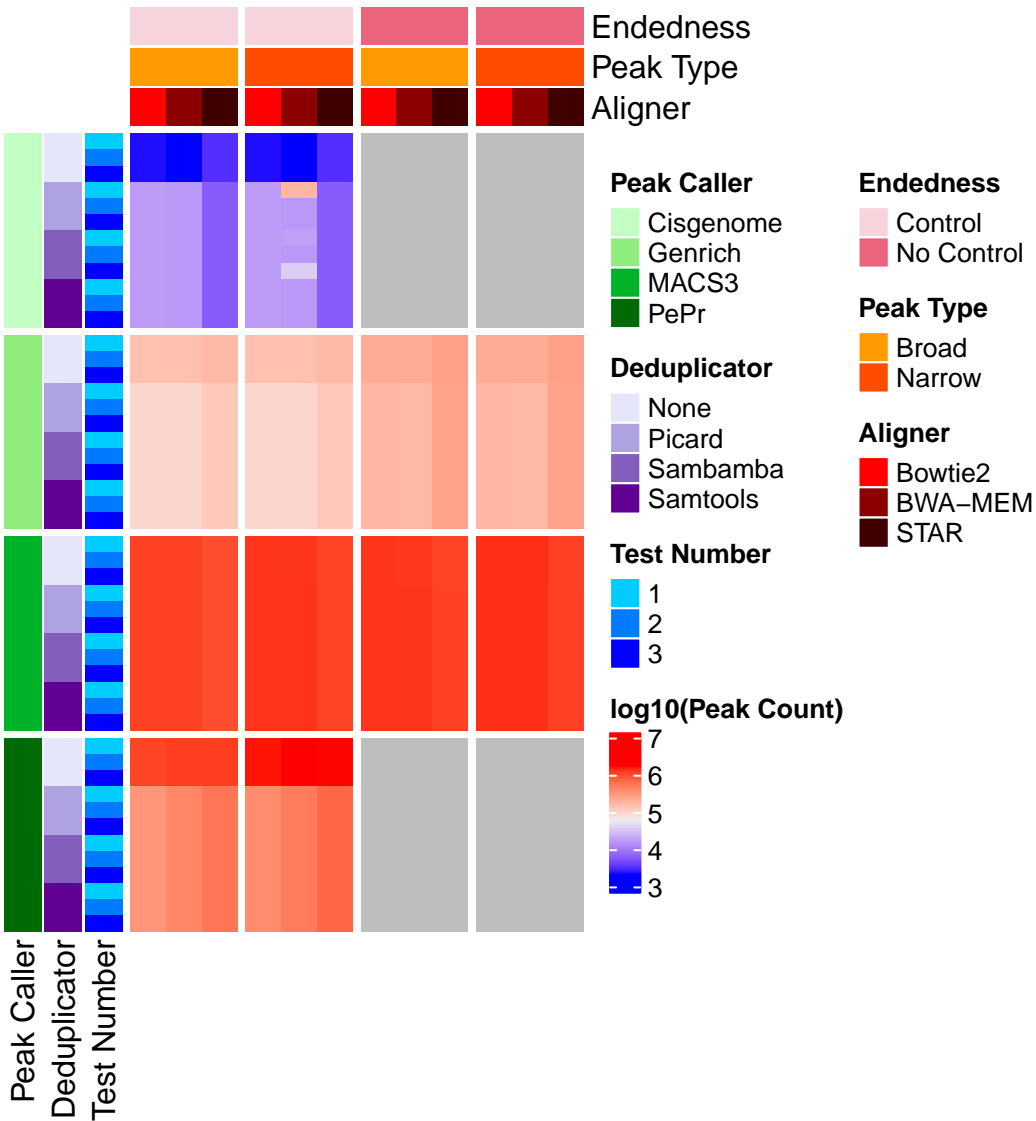 Endedness
Peak Type
Aligner
Peak Caller
Cisgenome
Genrich
MACS3
PePr
Deduplicator
None
Picard
Sambamba
Samtools
Test Number
1
2
3
log10(Peak Count)
7
6
5
4
3
Endedness
Control
No Control
Peak Type
Broad
Narrow
Aligner
Bowtie2
BWA−MEM
STAR
Peak Caller
Deduplicator
Test Number